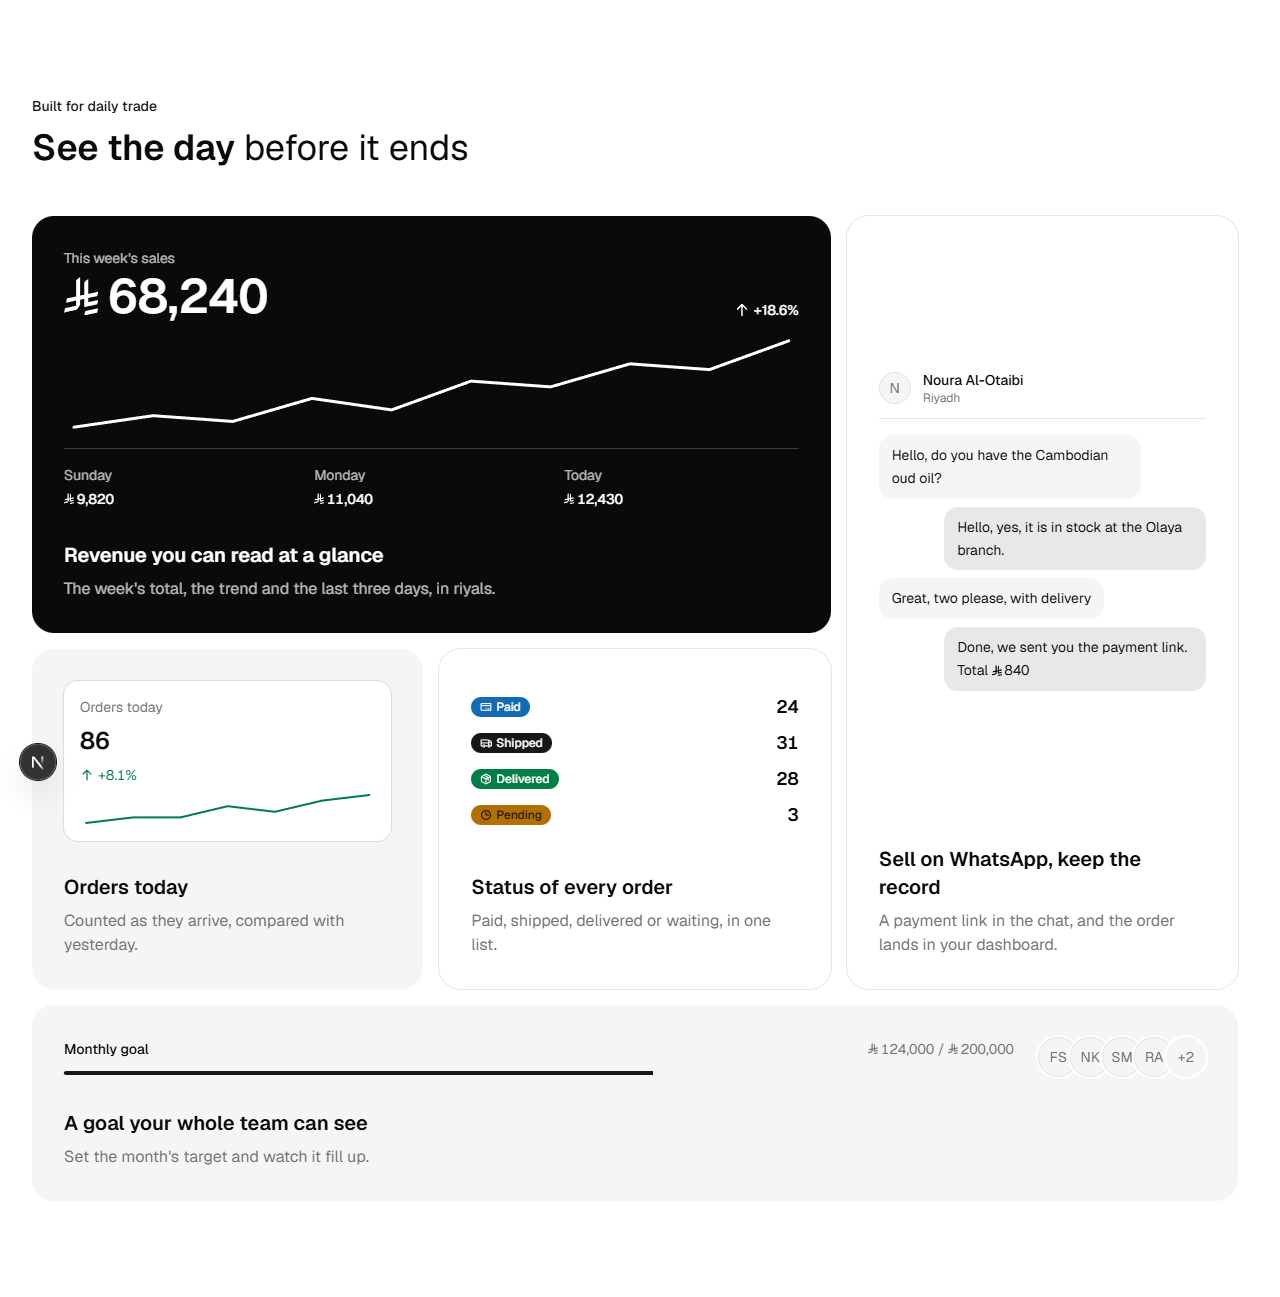 Built for daily trade
See the day before it ends
This week's sales
⃁ 68,240
↑ +18.6%
Sunday
⃁ 9,820
Monday
⃁ 11,040
Today
⃁ 12,430
Revenue you can read at a glance
The week's total, the trend and the last three days, in riyals.
N
Noura Al-Otaibi
Riyadh
Hello, do you have the Cambodian
oud oil?
Hello, yes, it is in stock at the Olaya
branch.
Great, two please, with delivery
Done, we sent you the payment link.
Total ⃁ 840
Sell on WhatsApp, keep the
record
A payment link in the chat, and the order
lands in your dashboard.
Orders today
86
↑ +8.1%
N
Orders today
Counted as they arrive, compared with
yesterday.
Paid 24
Shipped 31
Delivered 28
Pending 3
Status of every order
Paid, shipped, delivered or waiting, in one
list.
Monthly goal
⃁ 124,000 / ⃁ 200,000
FS NK SM RA +2
A goal your whole team can see
Set the month's target and watch it fill up.